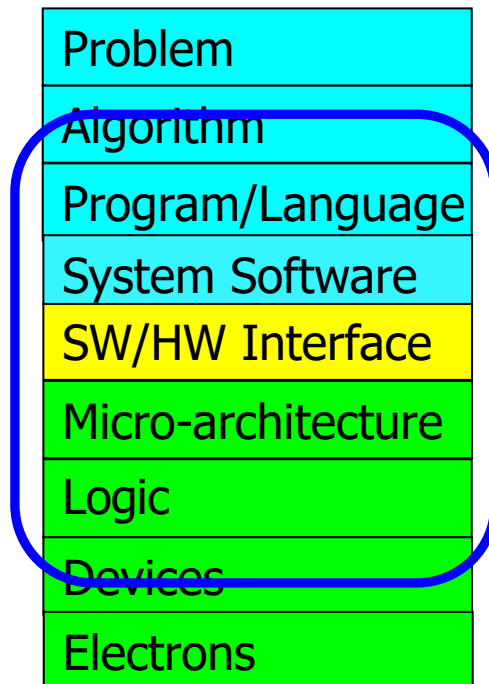 Problem
Algorithm
Program/Language
System Software
SW/HW Interface
Micro-architecture
Logic
Devices
Electrons